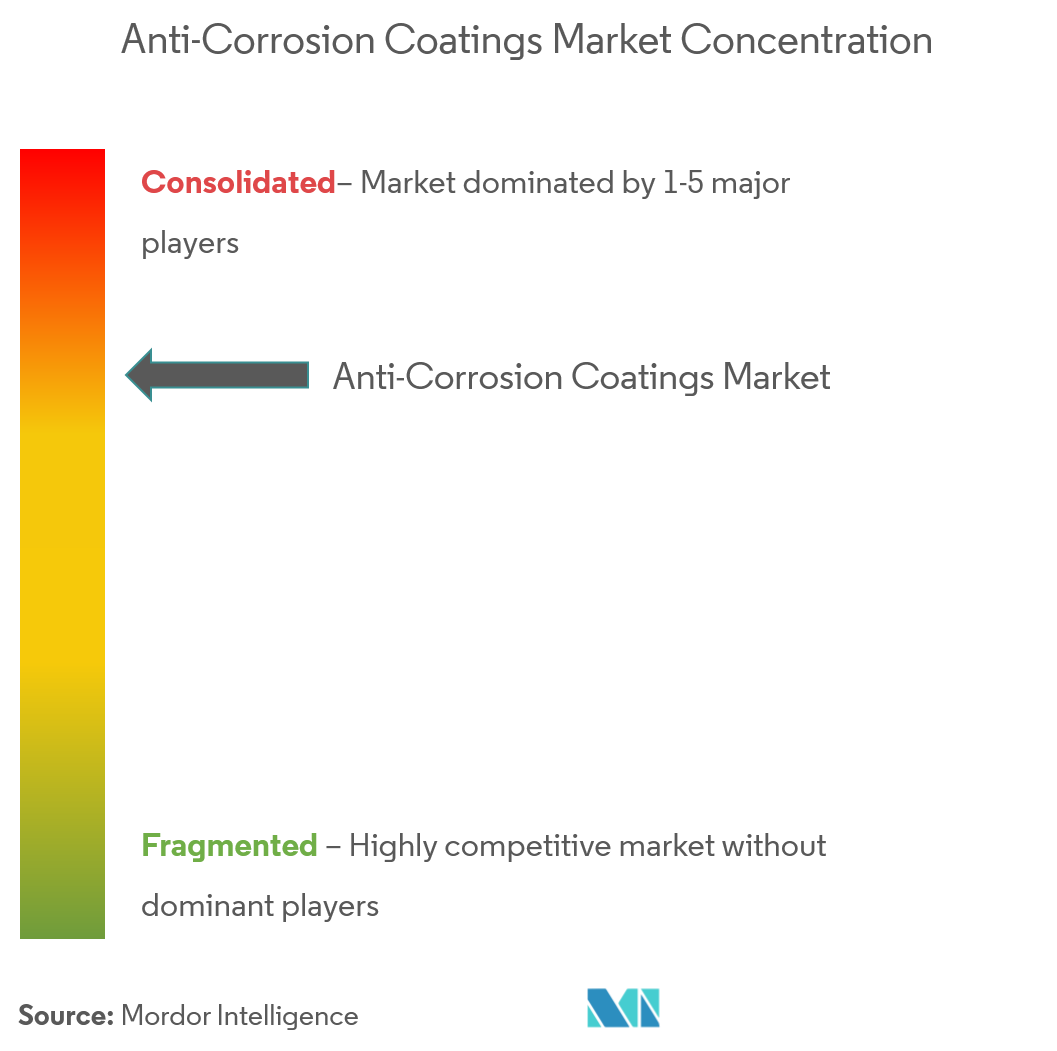 Anti-Corrosion Coatings Market Concentration
Consolidated– Market dominated by 1-5 major
players
Anti-Corrosion Coatings Market
Fragmented – Highly competitive market without
dominant players
Source: Mordor Intelligence